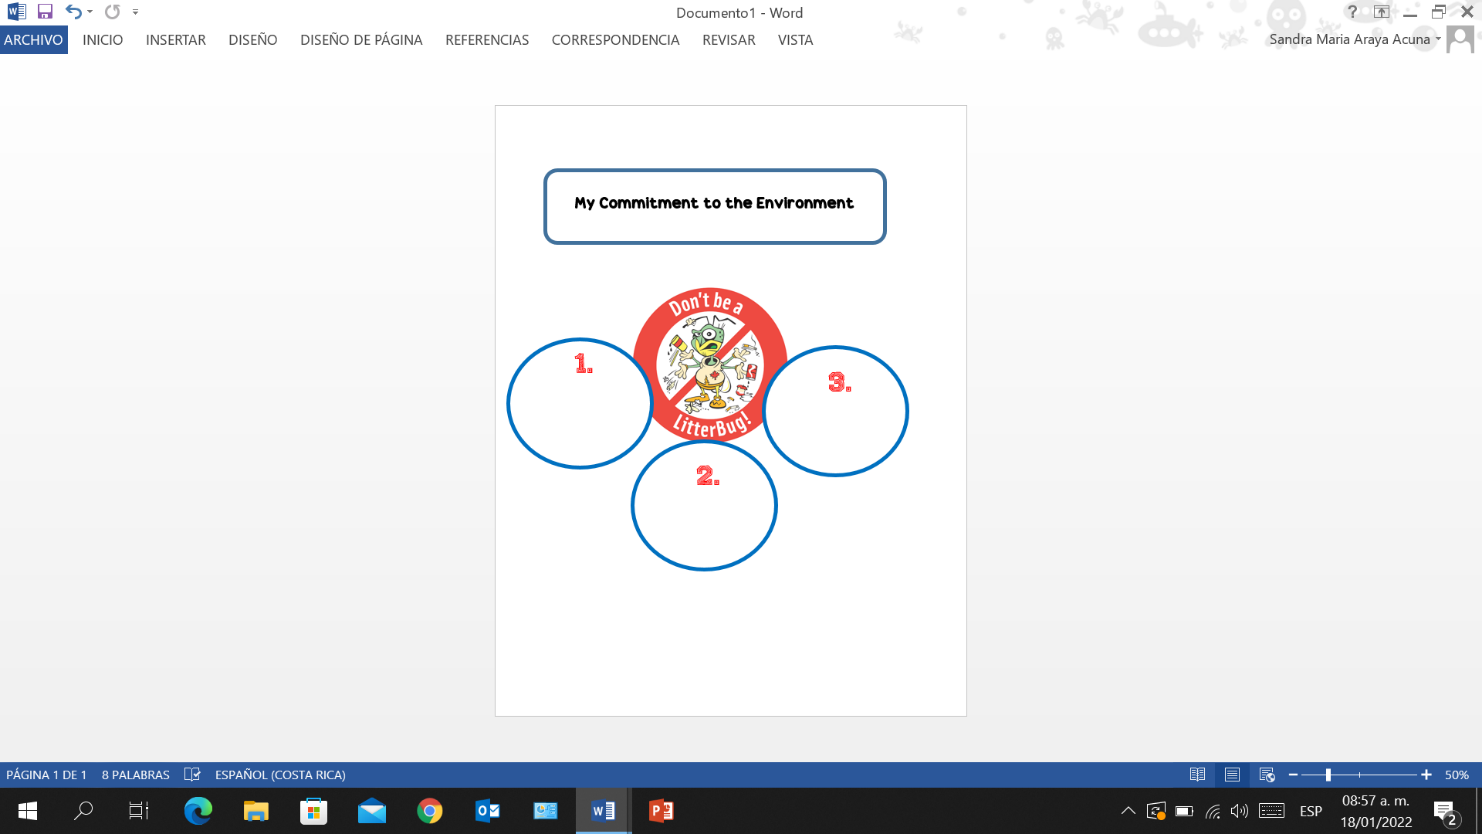 Documento1 - Word
ARCHIVO INICIO INSERTAR DISEÑO DISEÑO DE PÁGINA REFERENCIAS CORRESPONDENCIA REVISAR VISTA
Sandra Maria Araya Acuna
My Commitment to the Environment
Don't be a
LitterBug!
1.
3.
2.
PÁGINA 1 DE 1 8 PALABRAS ESPAÑOL (COSTA RICA)
50%
ESP
08:57 a. m.
18/01/2022
2